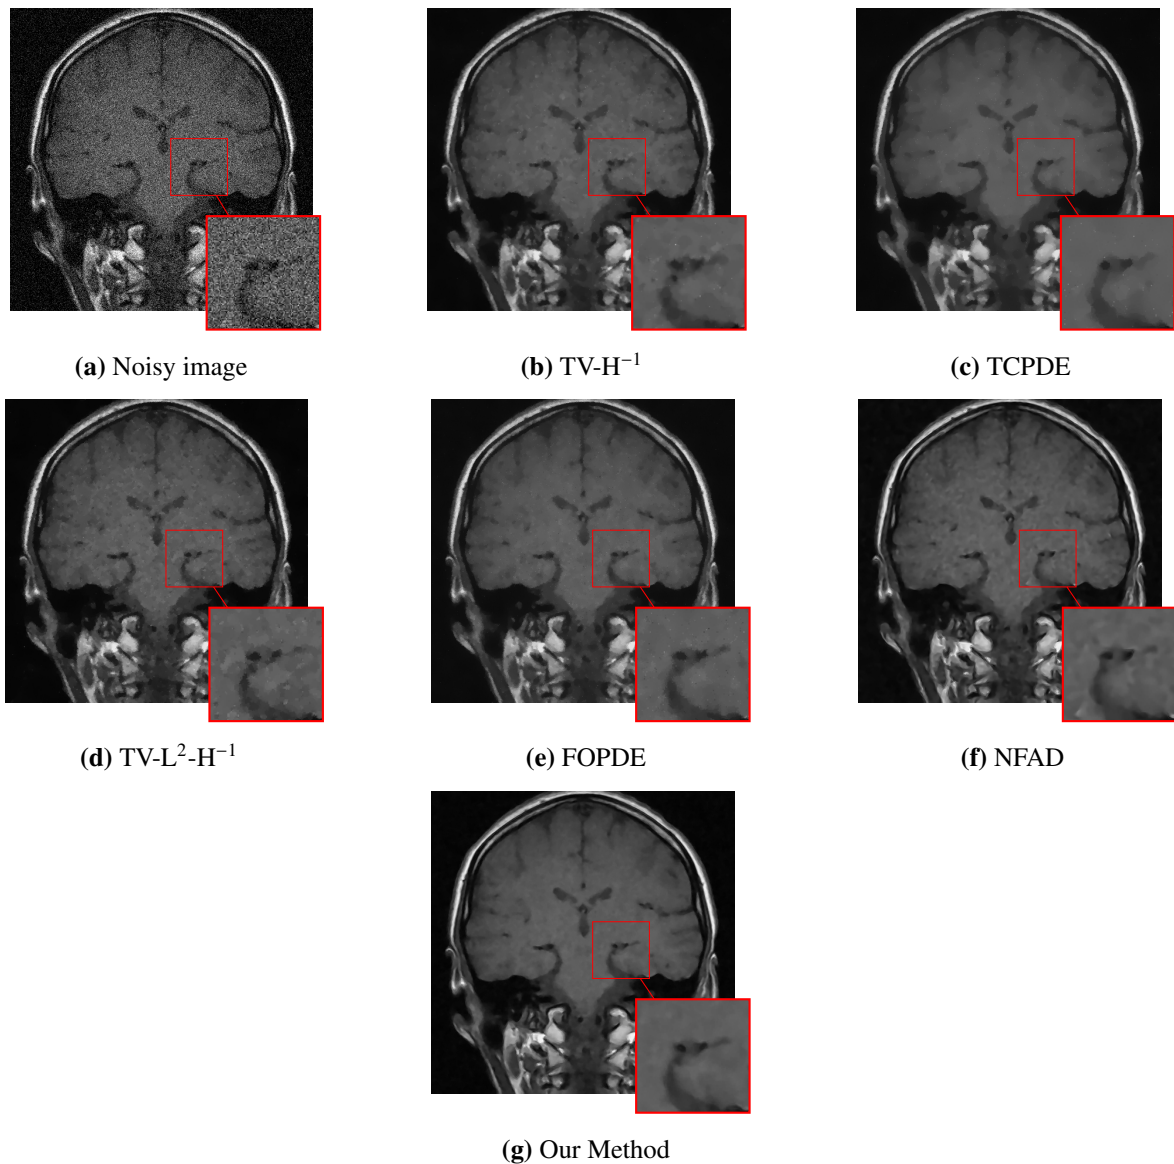 (a) Noisy image
(b) TV-H⁻¹
(c) TCPDE
(d) TV-L²-H⁻¹
(e) FOPDE
(f) NFAD
(g) Our Method